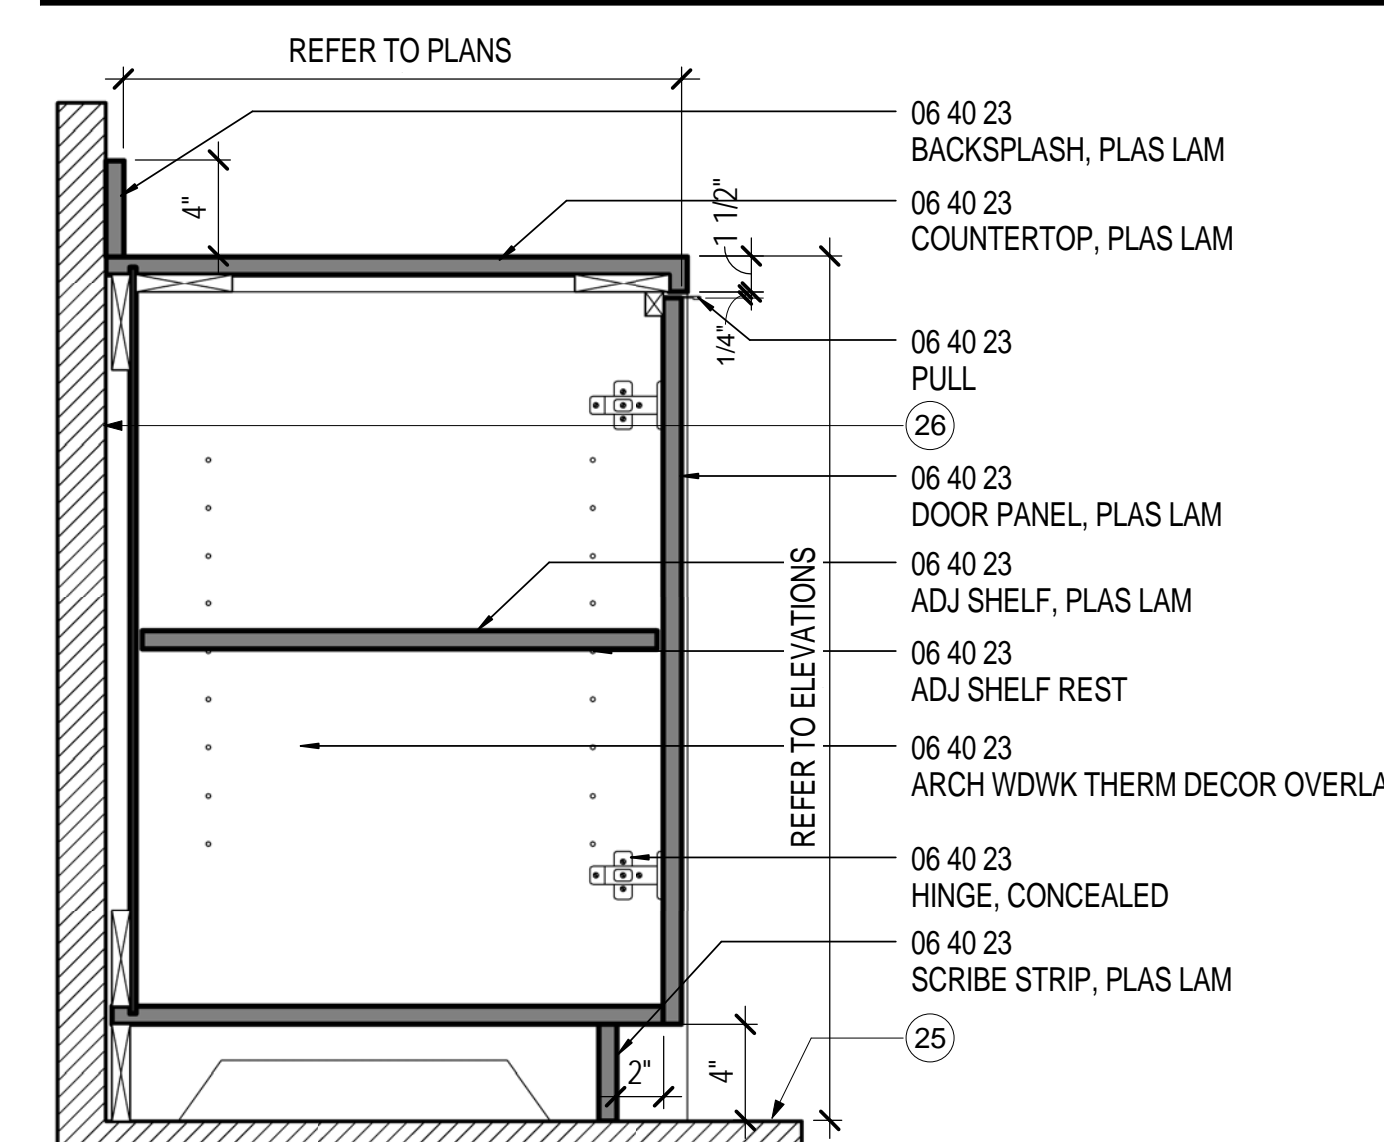 REFER TO PLANS
06 40 23
BACKSPLASH, PLAS LAM
4"
1 1/2"
06 40 23
COUNTERTOP, PLAS LAM
1/4"
06 40 23
PULL
26
06 40 23
DOOR PANEL, PLAS LAM
06 40 23
ADJ SHELF, PLAS LAM
REFER TO ELEVATIONS
06 40 23
ADJ SHELF REST
06 40 23
ARCH WDWK THERM DECOR OVERLA
06 40 23
HINGE, CONCEALED
06 40 23
SCRIBE STRIP, PLAS LAM
25
2"
4"